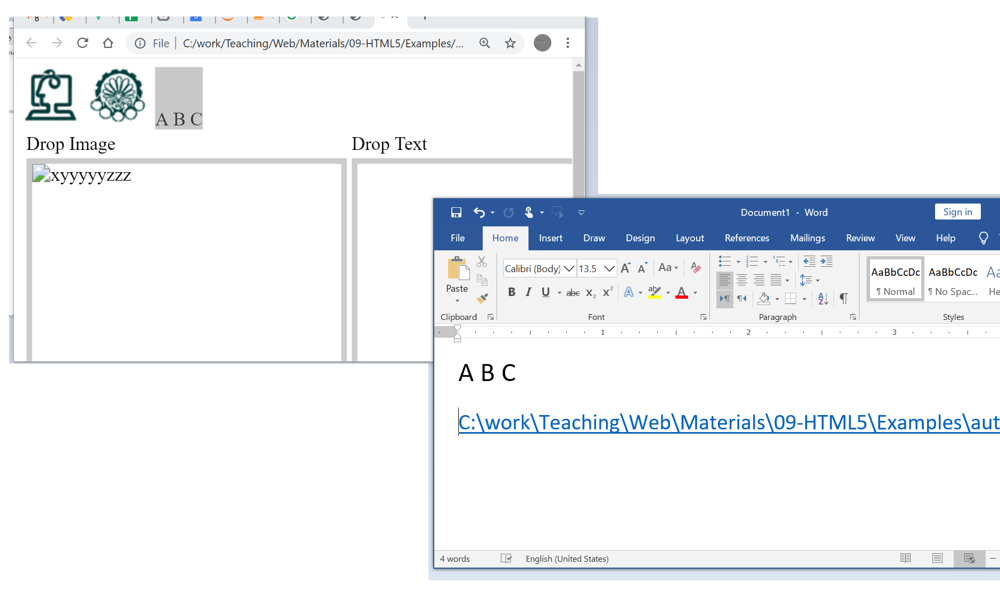 8
File C:/work/Teaching/Web/Materials/09-HTML5/Examples/...
A B C
Drop Image Drop Text
xyyyyyzzz
Document1 - Word Sign in
File Home Insert Draw Design Layout References Mailings Review View Help
Calibri (Body) 13.5 A A Aa A
Paste
B I U abc X2 X2 A ab A
AaBbCcDc AaBbCcDc
¶ Normal ¶ No Spac... He
Clipboard Font Paragraph Styles
1 2 3
A B C
C:\work\Teaching\Web\Materials\09-HTML5\Examples\aut
4 words English (United States)